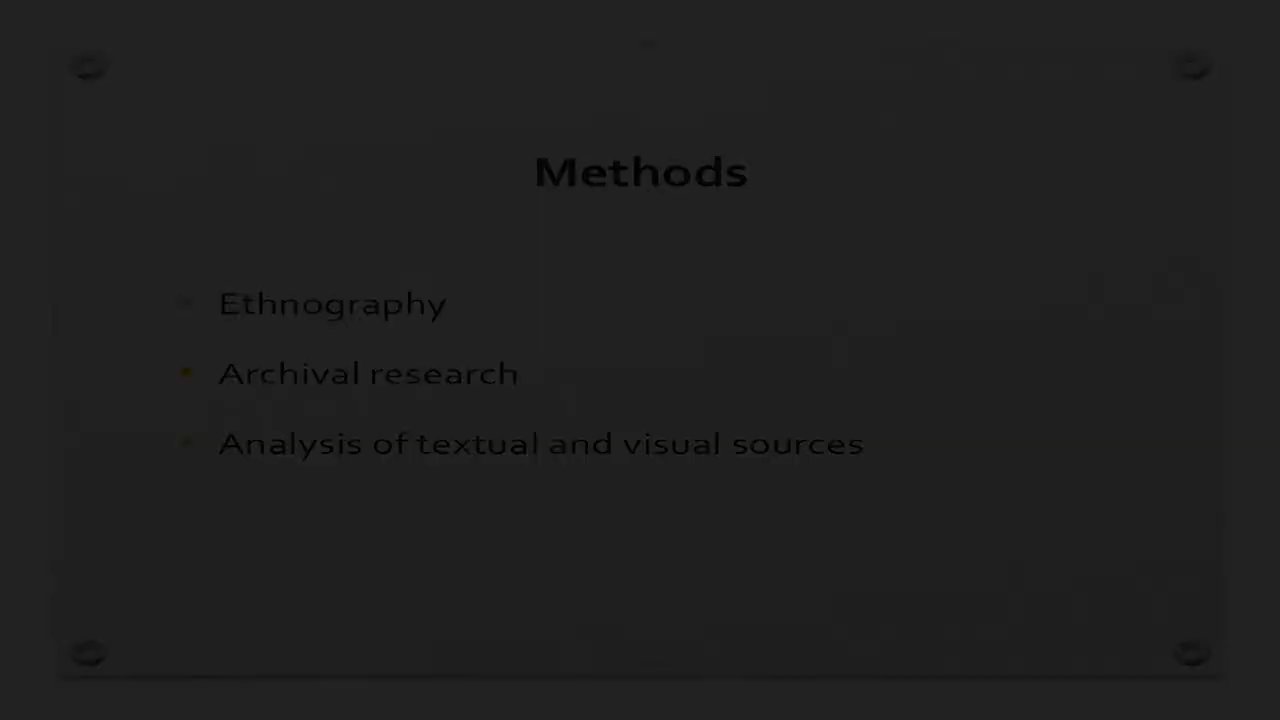 Methods
Ethnography
Archival research
Analysis of textual and visual sources